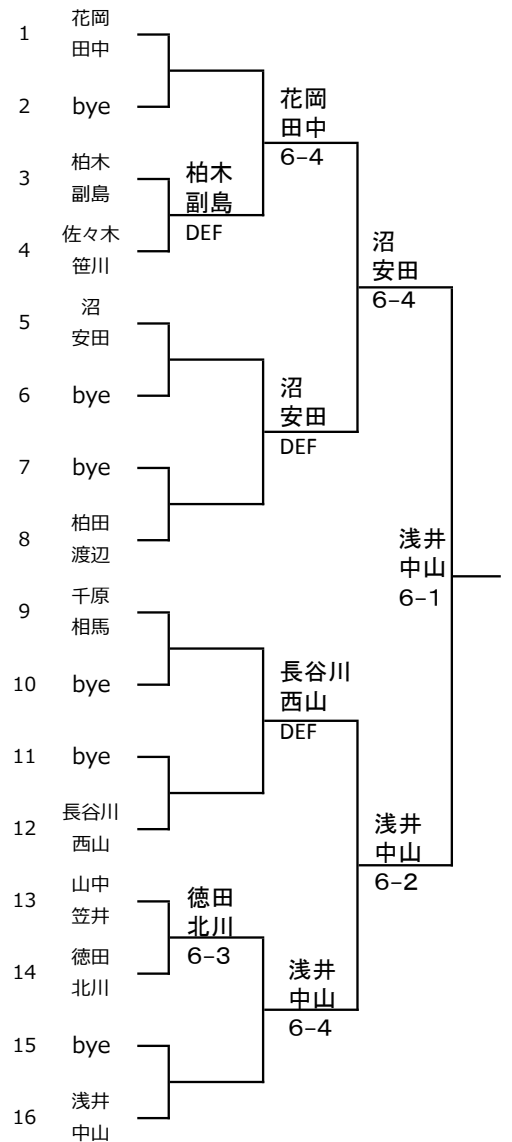 1 花岡
田中
2 bye
3 柏木
副島
4 佐々木
笹川
5 沼
安田
6 bye
7 bye
8 柏田
渡辺
9 千原
相馬
10 bye
11 bye
12 長谷川
西山
13 山中
笠井
14 徳田
北川
15 bye
16 浅井
中山
柏木
副島
DEF
徳田
北川
6-3
花岡
田中
6-4
沼
安田
DEF
長谷川
西山
DEF
浅井
中山
6-4
沼
安田
6-4
浅井
中山
6-2
浅井
中山
6-1